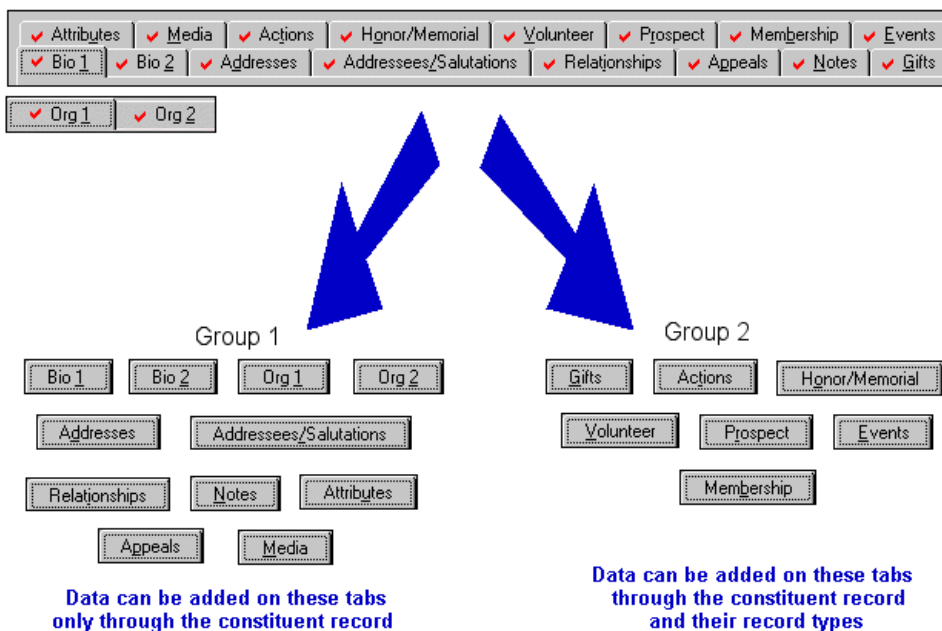 Attributes Media Actions Honor/Memorial Volunteer Prospect Membership Events
Bio 1 Bio 2 Addresses Addressees/Salutations Relationships Appeals Notes Gifts
Org 1 Org 2
Group 1
Bio 1 Bio 2 Org 1 Org 2
Addresses Addressees/Salutations
Relationships Notes Attributes
Appeals Media
Data can be added on these tabs
only through the constituent record
Group 2
Gifts Actions Honor/Memorial
Volunteer Prospect Events
Membership
Data can be added on these tabs
through the constituent record
and their record types